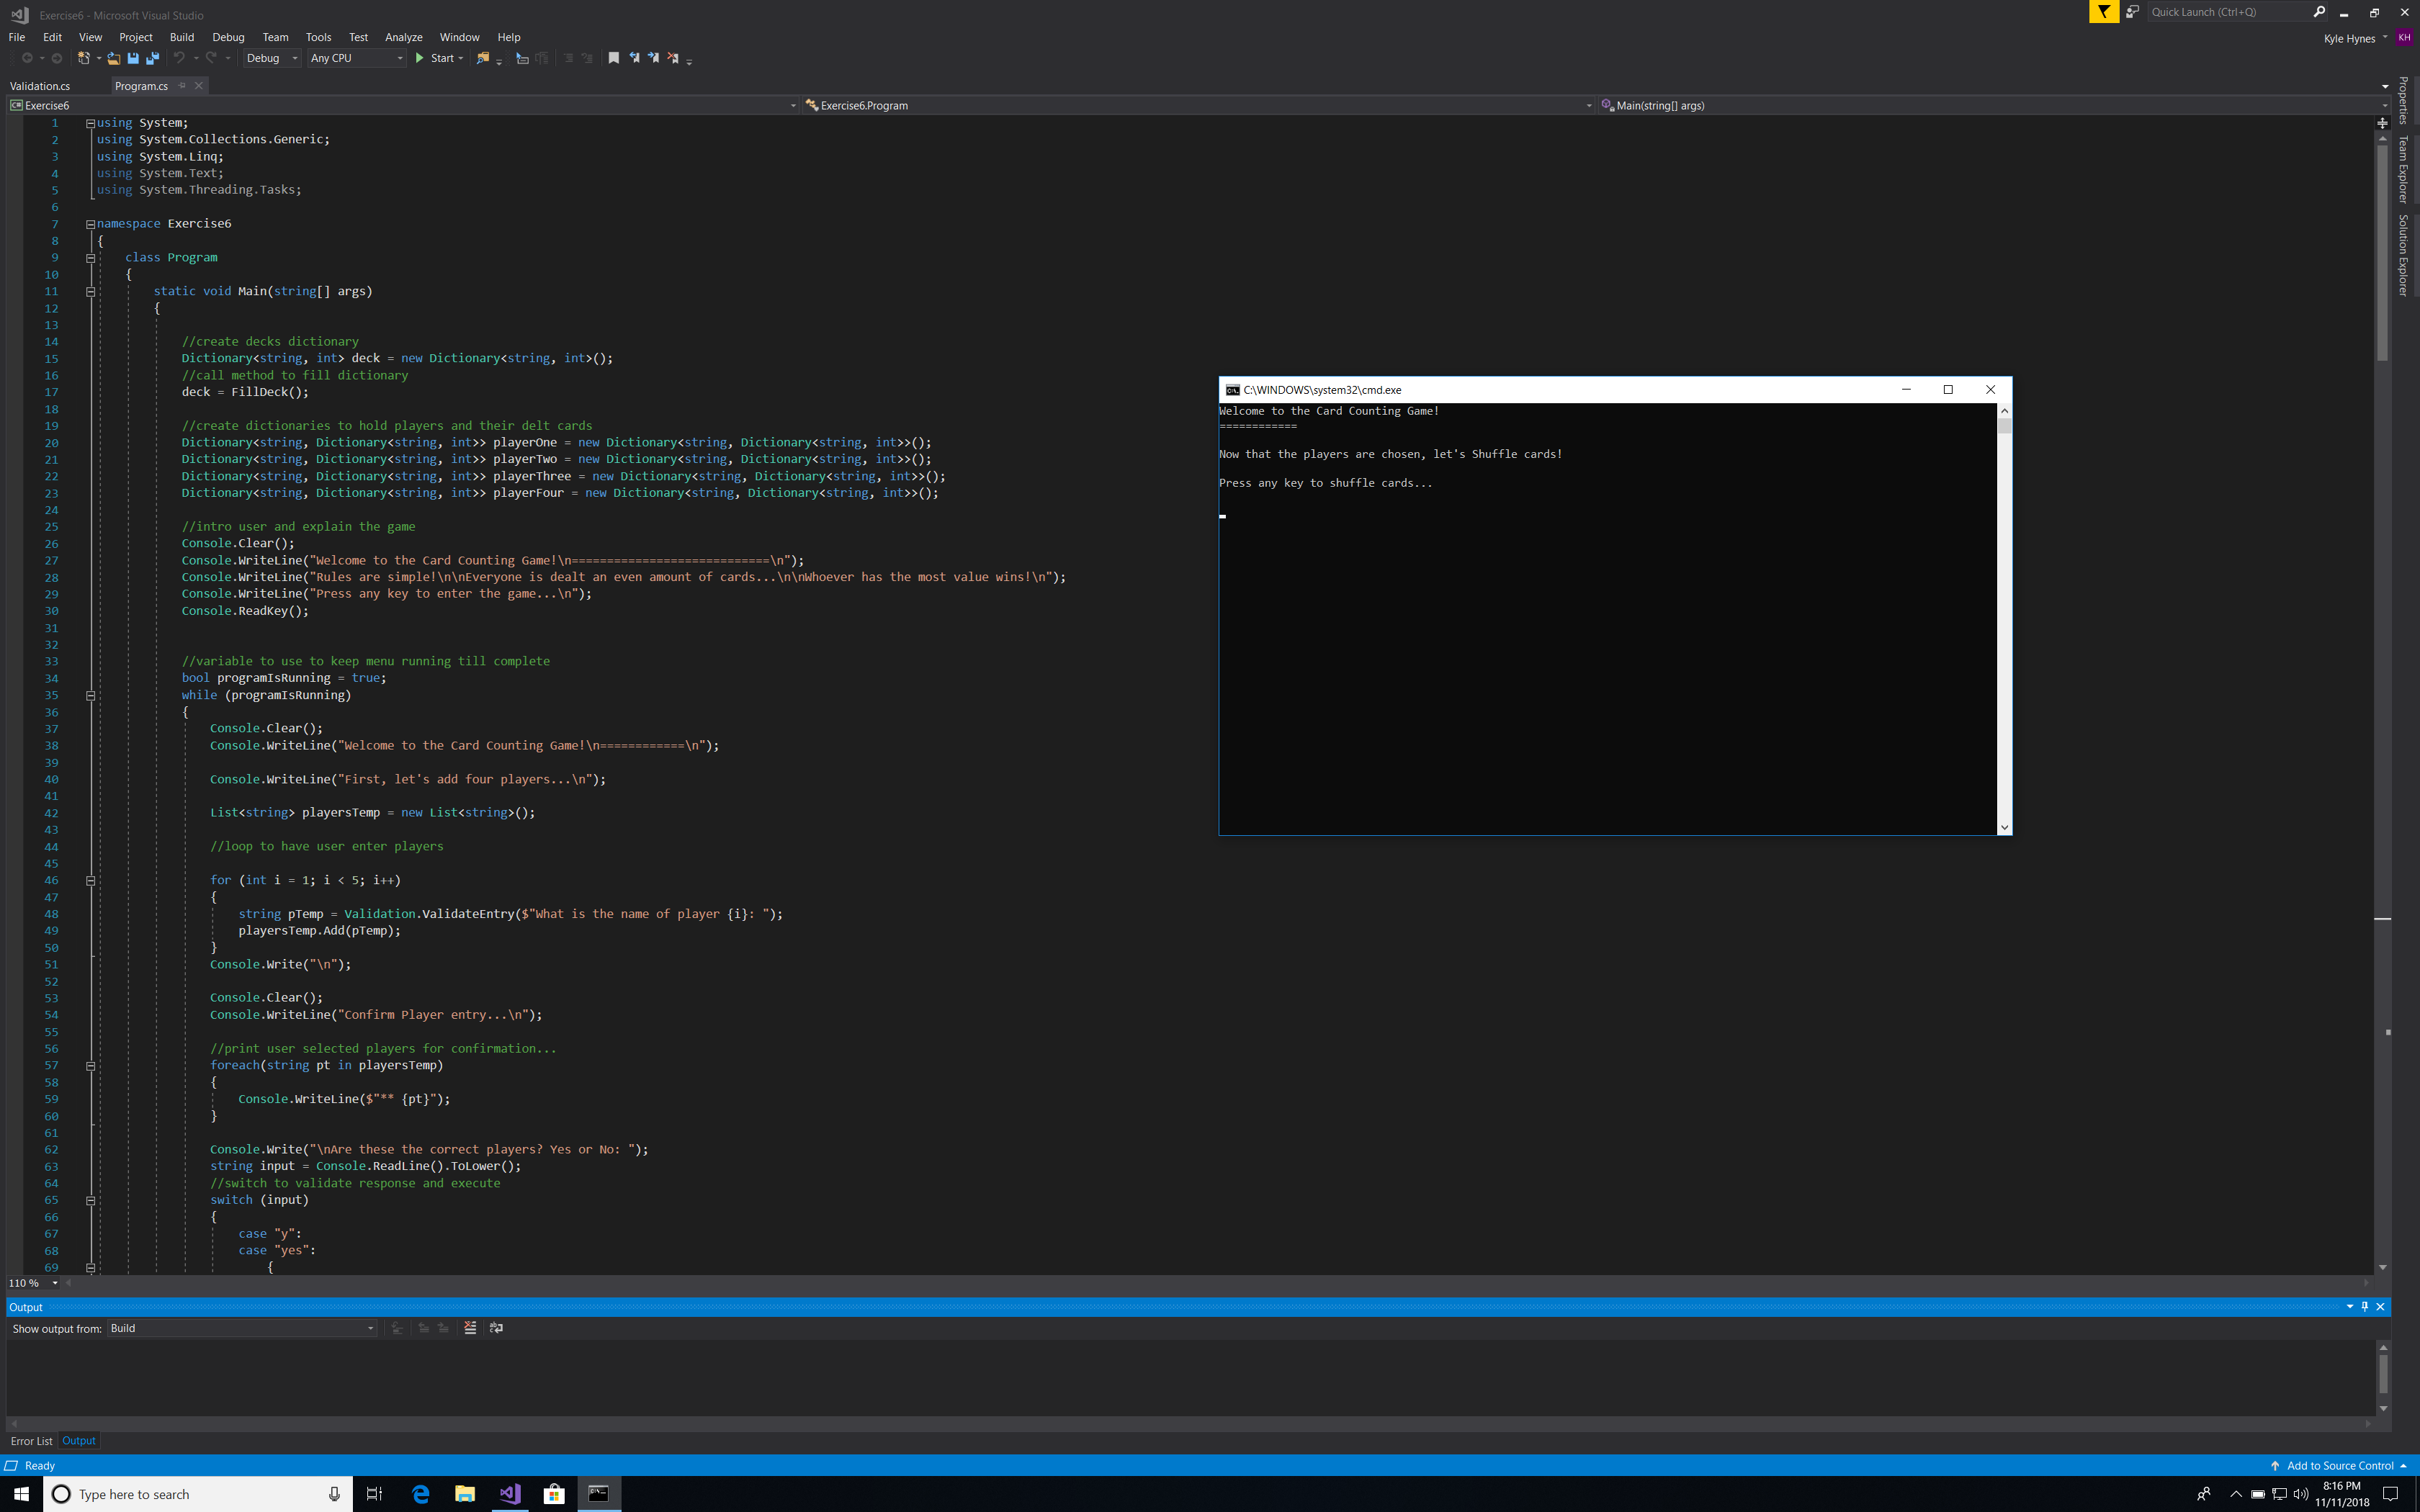 Exercise6 - Microsoft Visual Studio
Quick Launch (Ctrl+Q)
File Edit View Project Build Debug Team Tools Test Analyze Window Help
Kyle Hynes KH
Debug Any CPU Start
Validation.cs Program.cs
Exercise6 Exercise6.Program Main(string[] args)
Properties
Team Explorer
Solution Explorer
1 using System;
2 using System.Collections.Generic;
3 using System.Linq;
4 using System.Text;
5 using System.Threading.Tasks;
6
7 namespace Exercise6
8 {
9 class Program
10 {
11 static void Main(string[] args)
12 {
13
14 //create decks dictionary
15 Dictionary<string, int> deck = new Dictionary<string, int>();
16 //call method to fill dictionary
17 deck = FillDeck();
18
19 //create dictionaries to hold players and their delt cards
20 Dictionary<string, Dictionary<string, int>> playerOne = new Dictionary<string, Dictionary<string, int>>();
21 Dictionary<string, Dictionary<string, int>> playerTwo = new Dictionary<string, Dictionary<string, int>>();
22 Dictionary<string, Dictionary<string, int>> playerThree = new Dictionary<string, Dictionary<string, int>>();
23 Dictionary<string, Dictionary<string, int>> playerFour = new Dictionary<string, Dictionary<string, int>>();
24
25 //intro user and explain the game
26 Console.Clear();
27 Console.WriteLine("Welcome to the Card Counting Game!\n============================\n");
28 Console.WriteLine("Rules are simple!\n\nEveryone is dealt an even amount of cards...\n\nWhoever has the most value wins!\n");
29 Console.WriteLine("Press any key to enter the game...\n");
30 Console.ReadKey();
31
32
33 //variable to use to keep menu running till complete
34 bool programIsRunning = true;
35 while (programIsRunning)
36 {
37 Console.Clear();
38 Console.WriteLine("Welcome to the Card Counting Game!\n============\n");
39
40 Console.WriteLine("First, let's add four players...\n");
41
42 List<string> playersTemp = new List<string>();
43
44 //loop to have user enter players
45
46 for (int i = 1; i < 5; i++)
47 {
48 string pTemp = Validation.ValidateEntry($"What is the name of player {i}: ");
49 playersTemp.Add(pTemp);
50 }
51 Console.Write("\n");
52
53 Console.Clear();
54 Console.WriteLine("Confirm Player entry...\n");
55
56 //print user selected players for confirmation...
57 foreach(string pt in playersTemp)
58 {
59 Console.WriteLine($"** {pt}");
60 }
61
62 Console.Write("\nAre these the correct players? Yes or No: ");
63 string input = Console.ReadLine().ToLower();
64 //switch to validate response and execute
65 switch (input)
66 {
67 case "y":
68 case "yes":
69 {
C:\WINDOWS\system32\cmd.exe
Welcome to the Card Counting Game!
============
Now that the players are chosen, let's Shuffle cards!
Press any key to shuffle cards...
110 %
Output
Show output from: Build
Error List Output
Ready
Add to Source Control
Type here to search
8:16 PM
11/11/2018